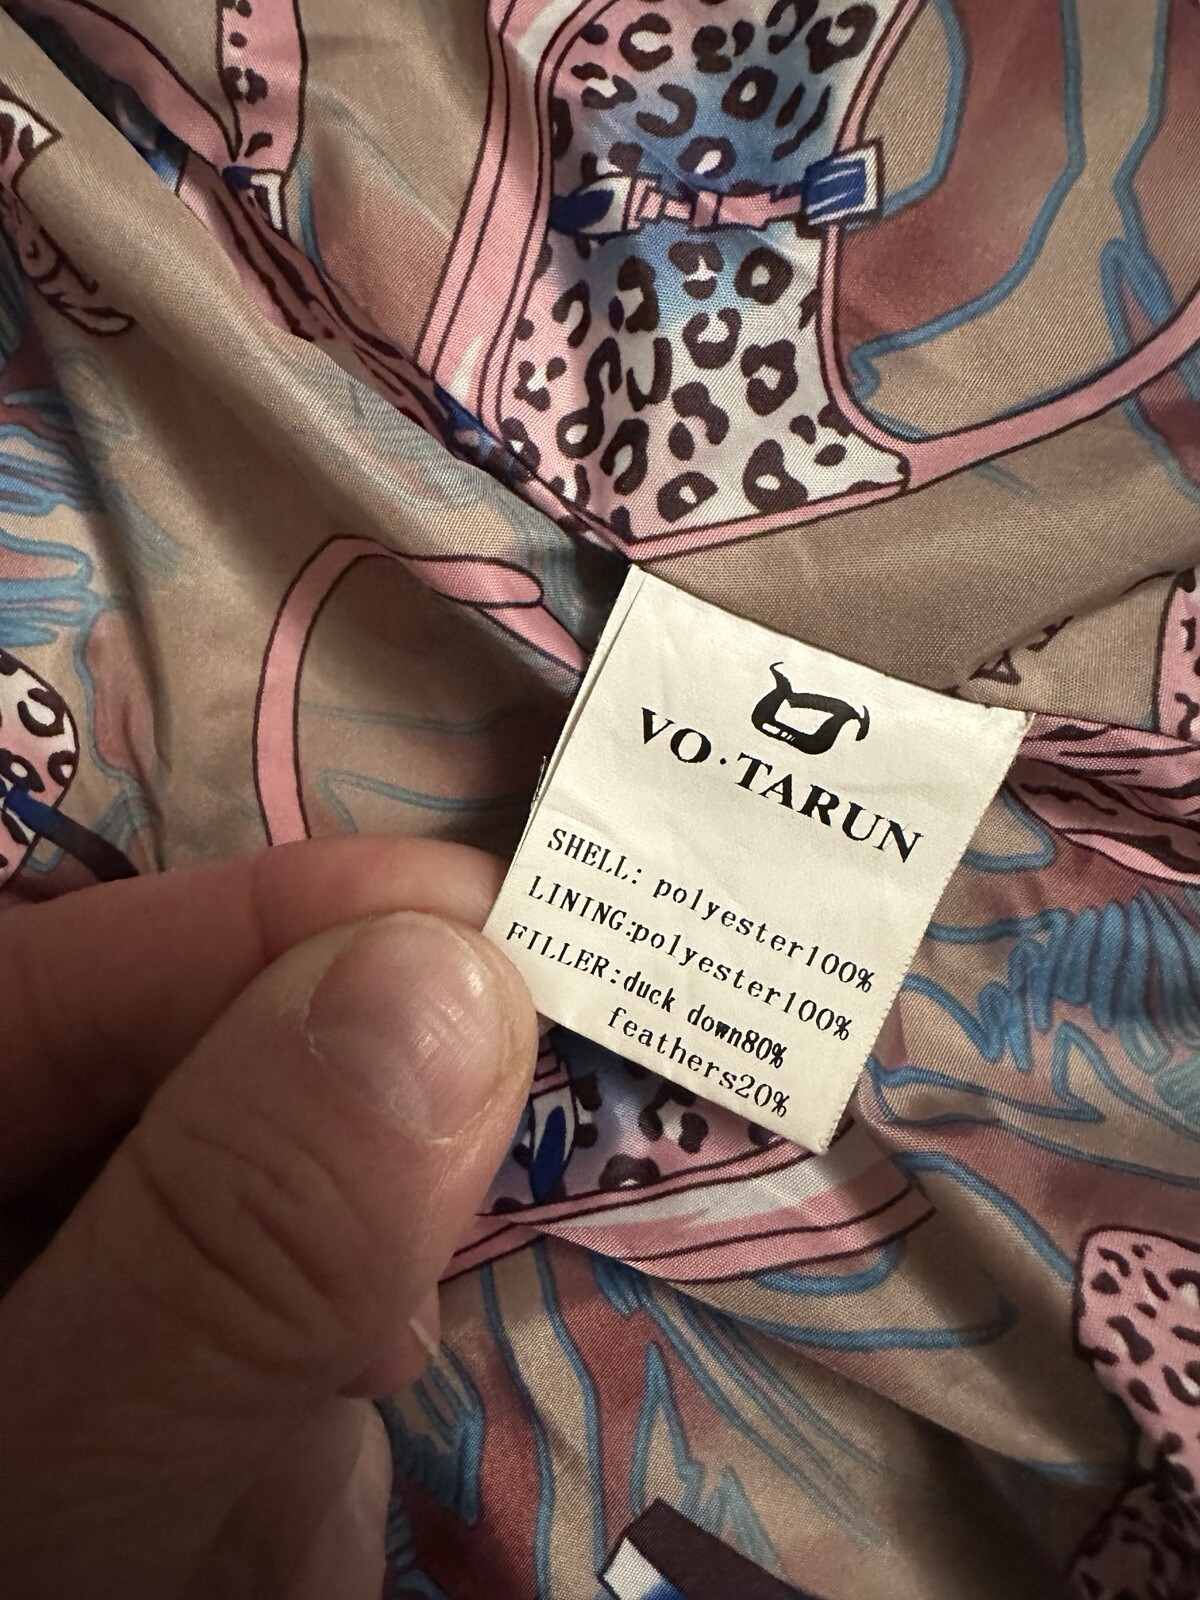 VO·TARUN
SHELL: polyester100%
LINING:polyester100%
FILLER:duck down80%
feathers20%